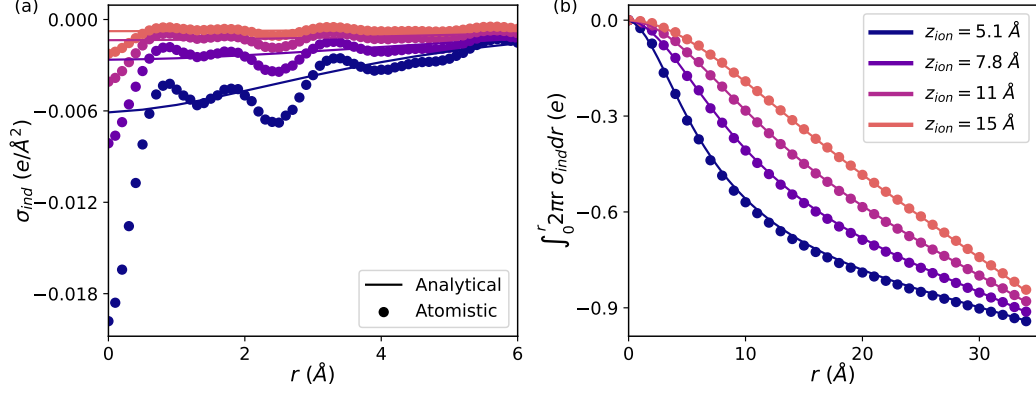 (a)
0.000
−0.006
−0.012
−0.018
σ_ind (e/Å²)
Analytical
Atomistic
0
2
4
6
r (Å)
(b)
0.0
−0.3
−0.6
−0.9
∫₀ʳ2πr σ_ind dr (e)
z_ion = 5.1 Å
z_ion = 7.8 Å
z_ion = 11 Å
z_ion = 15 Å
0
10
20
30
r (Å)